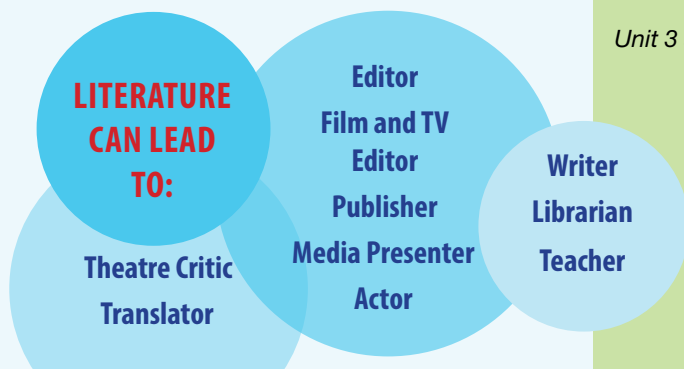 Unit 3
LITERATURE
CAN LEAD
TO:
Editor
Film and TV
Editor
Publisher
Media Presenter
Actor
Writer
Librarian
Teacher
Theatre Critic
Translator